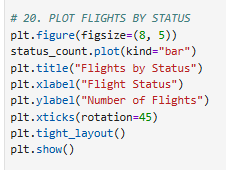 # 20. PLOT FLIGHTS BY STATUS
plt.figure(figsize=(8, 5))
status_count.plot(kind="bar")
plt.title("Flights by Status")
plt.xlabel("Flight Status")
plt.ylabel("Number of Flights")
plt.xticks(rotation=45)
plt.tight_layout()
plt.show()